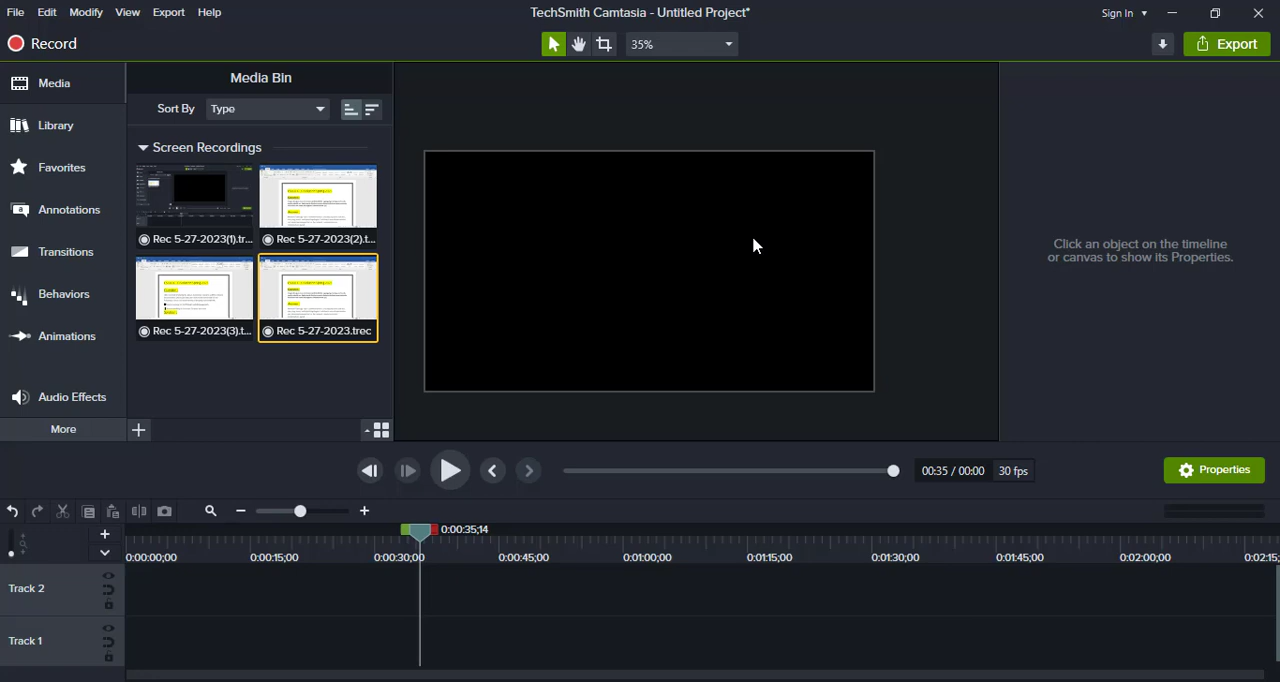 File Edit Modify View Share Export Help
TechSmith Camtasia - Untitled Project*
Sign In
Record
35%
Export
Media
Library
Favorites
Annotations
Transitions
Behaviors
Animations
Audio Effects
More
Media Bin
Sort By Type
Screen Recordings
Rec 5-27-2023(1).tr...
Rec 5-27-2023(2).t...
Rec 5-27-2023(3).t...
Rec 5-27-2023.trec
Click an object on the timeline
or canvas to show its Properties.
00:35 / 00:00 30 fps
Properties
0:00:35;14
0:00:00;00 0:00:15;00 0:00:30;00 0:00:45;00 0:01:00;00 0:01:15;00 0:01:30;00 0:01:45;00 0:02:00;00 0:02:15;
Track 2
Track 1